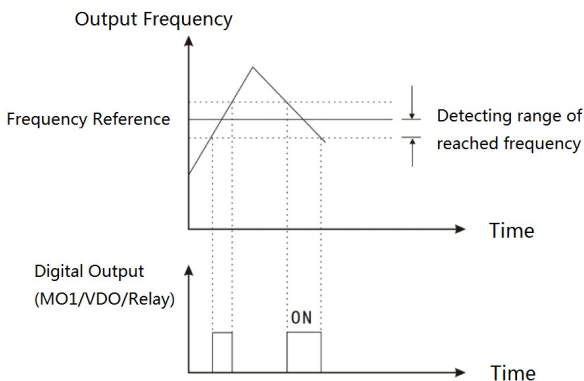 Output Frequency
Frequency Reference
Detecting range of
reached frequency
Time
Digital Output
(MO1/VDO/Relay)
ON
Time